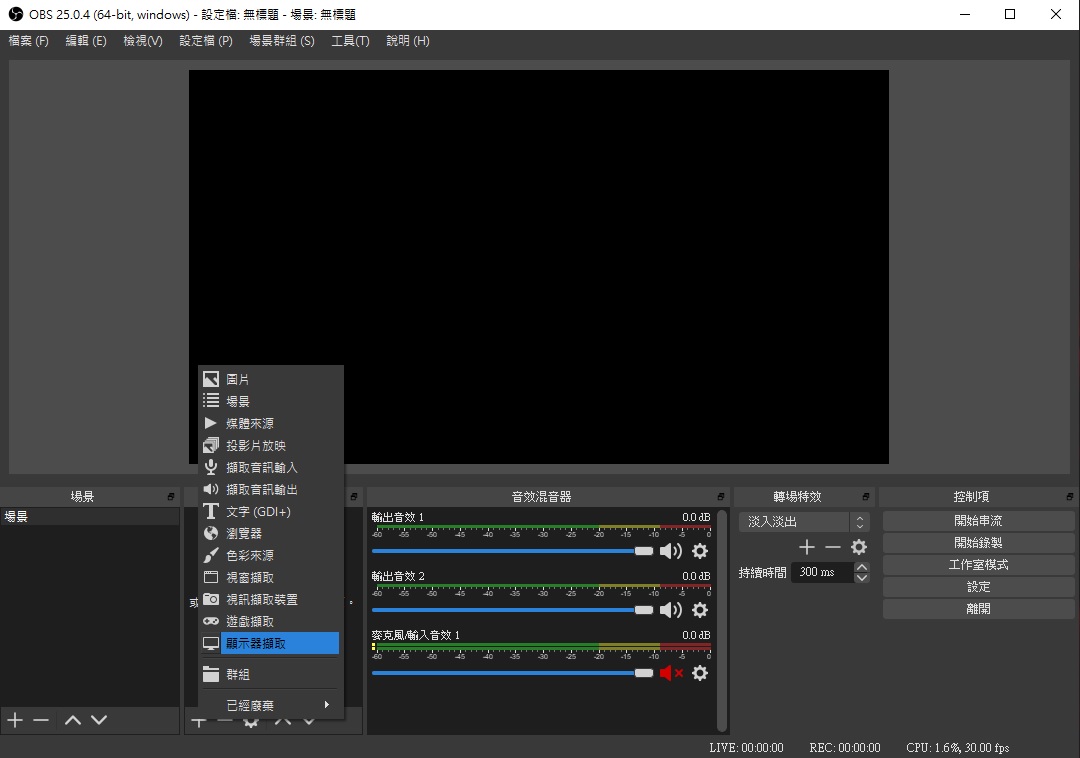 OBS 25.0.4 (64-bit, windows) - 設定檔: 無標題 - 場景: 無標題
檔案 (F) 編輯 (E) 檢視(V) 設定檔 (P) 場景群組 (S) 工具(T) 說明 (H)
圖片
場景
媒體來源
投影片放映
擷取音訊輸入
擷取音訊輸出
文字 (GDI+)
瀏覽器
色彩來源
視窗擷取
視訊擷取裝置
遊戲擷取
顯示器擷取
群組
已經廢棄
場景
場景
或
。
音效混音器
輸出音效 1 0.0 dB
-60 -55 -50 -45 -40 -35 -30 -25 -20 -15 -10 -5 0
輸出音效 2 0.0 dB
-60 -55 -50 -45 -40 -35 -30 -25 -20 -15 -10 -5 0
麥克風/輸入音效 1 0.0 dB
-60 -55 -50 -45 -40 -35 -30 -25 -20 -15 -10 -5 0
轉場特效
淡入淡出
持續時間 300 ms
控制項
開始串流
開始錄製
工作室模式
設定
離開
LIVE: 00:00:00 REC: 00:00:00 CPU: 1.6%, 30.00 fps